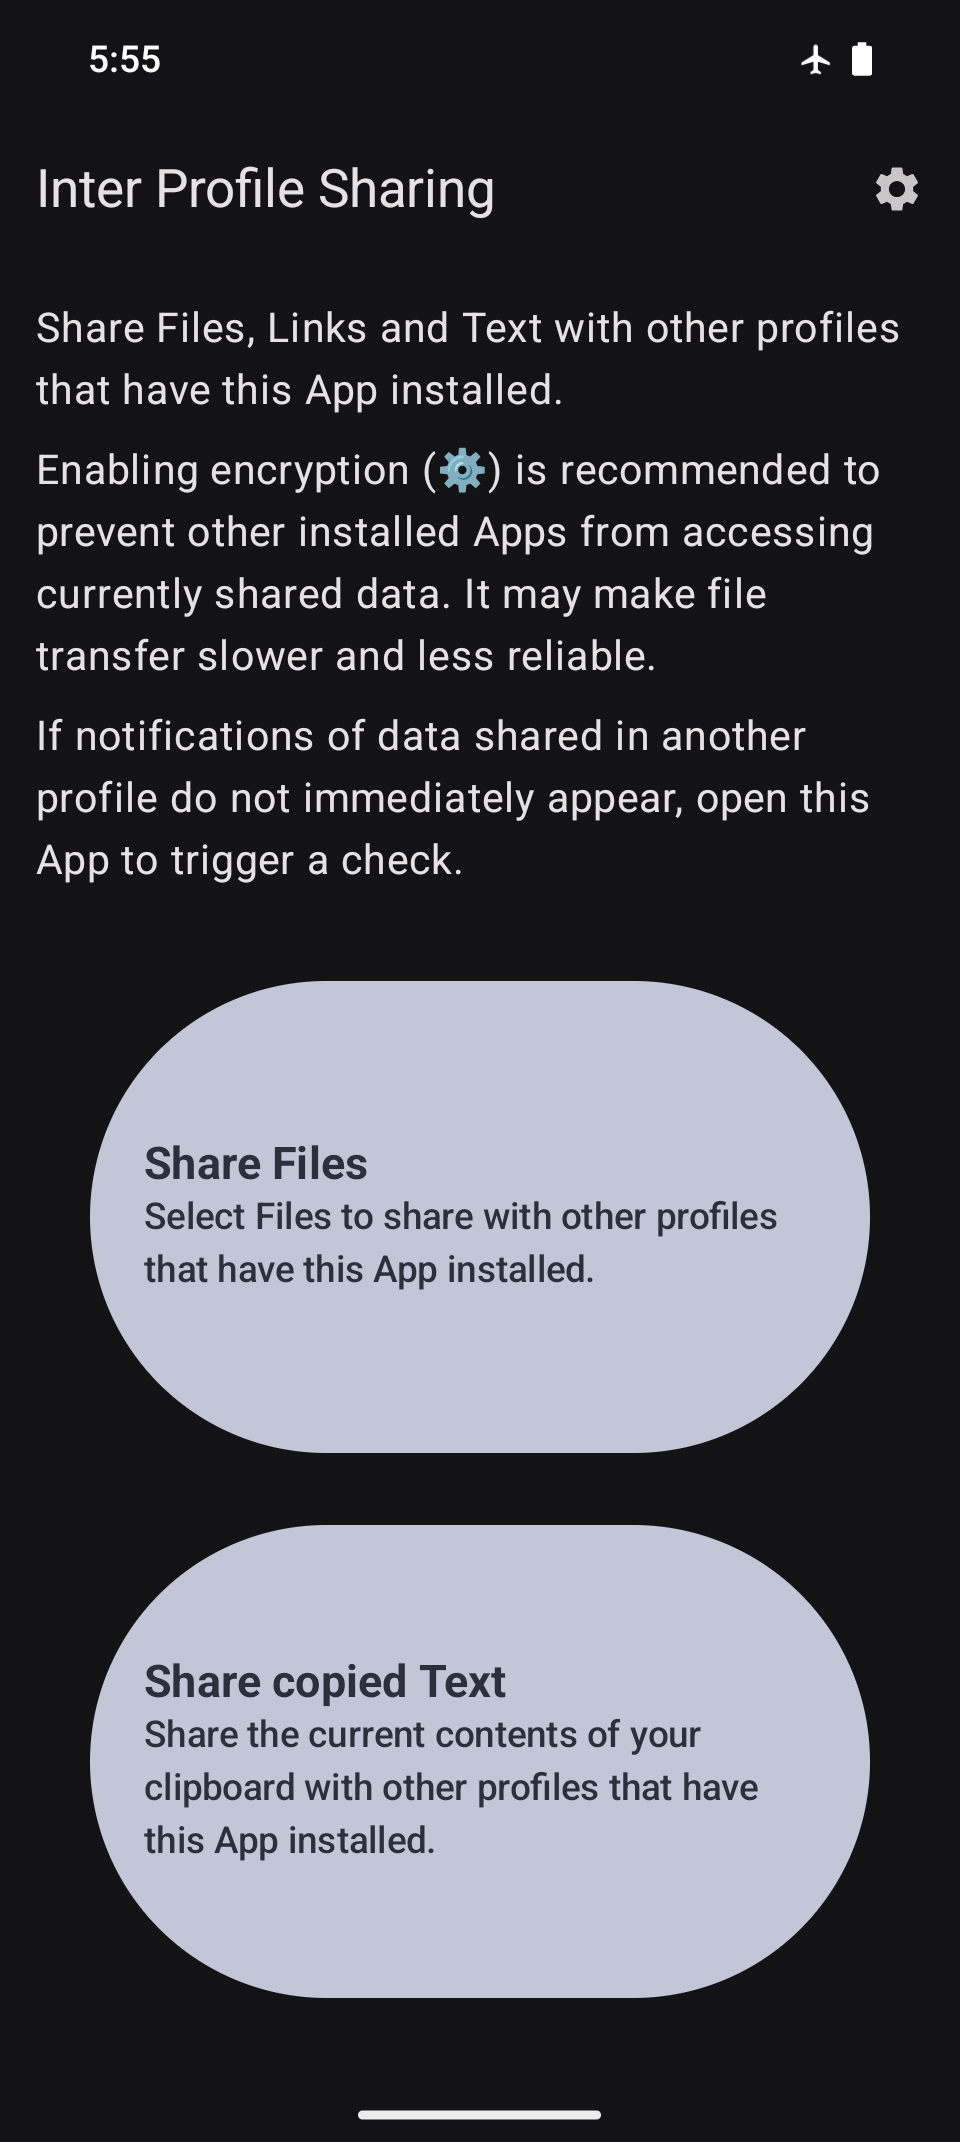 5:55
Inter Profile Sharing
Share Files, Links and Text with other profiles
that have this App installed.
Enabling encryption (⚙️) is recommended to
prevent other installed Apps from accessing
currently shared data. It may make file
transfer slower and less reliable.
If notifications of data shared in another
profile do not immediately appear, open this
App to trigger a check.
Share Files
Select Files to share with other profiles
that have this App installed.
Share copied Text
Share the current contents of your
clipboard with other profiles that have
this App installed.